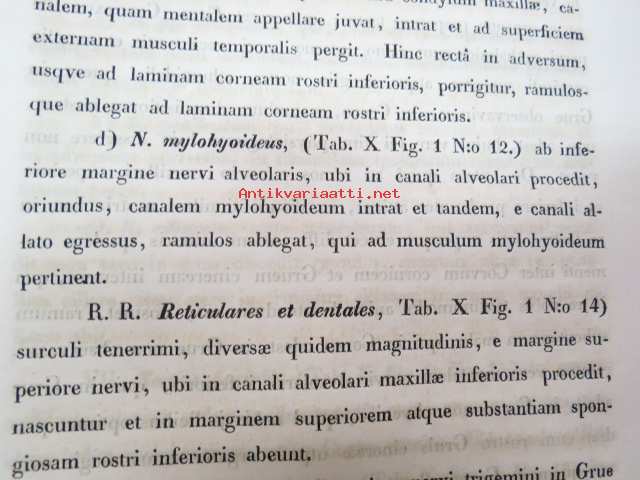 nalem, quam mentalem appellare juvat, intrat et ad superficiem
externam musculi temporalis pergit. Hinc rectâ in adversum,
usqve ad laminam corneam rostri inferioris, porrigitur, ramulos-
que ablegat ad laminam corneam rostri inferioris.
d) N. mylohyoideus, (Tab. X Fig. 1 N:o 12.) ab infe-
riore margine nervi alveolaris, ubi in canali alveolari procedit,
Antikvariaatti.net
oriundus, canalem mylohyoideum intrat et tandem, e canali al-
lato egressus, ramulos ablegat, qui ad musculum mylohyoideum
pertinent.
R. R. Reticulares et dentales, Tab. X Fig. 1 N:o 14)
surculi tenerrimi, diversæ quidem magnitudinis, e margine su-
periore nervi, ubi in canali alveolari maxillæ inferioris procedit,
nascuntur et in marginem superiorem atque substantiam spon-
giosam rostri inferioris abeunt.
nervi trigemini in Grue